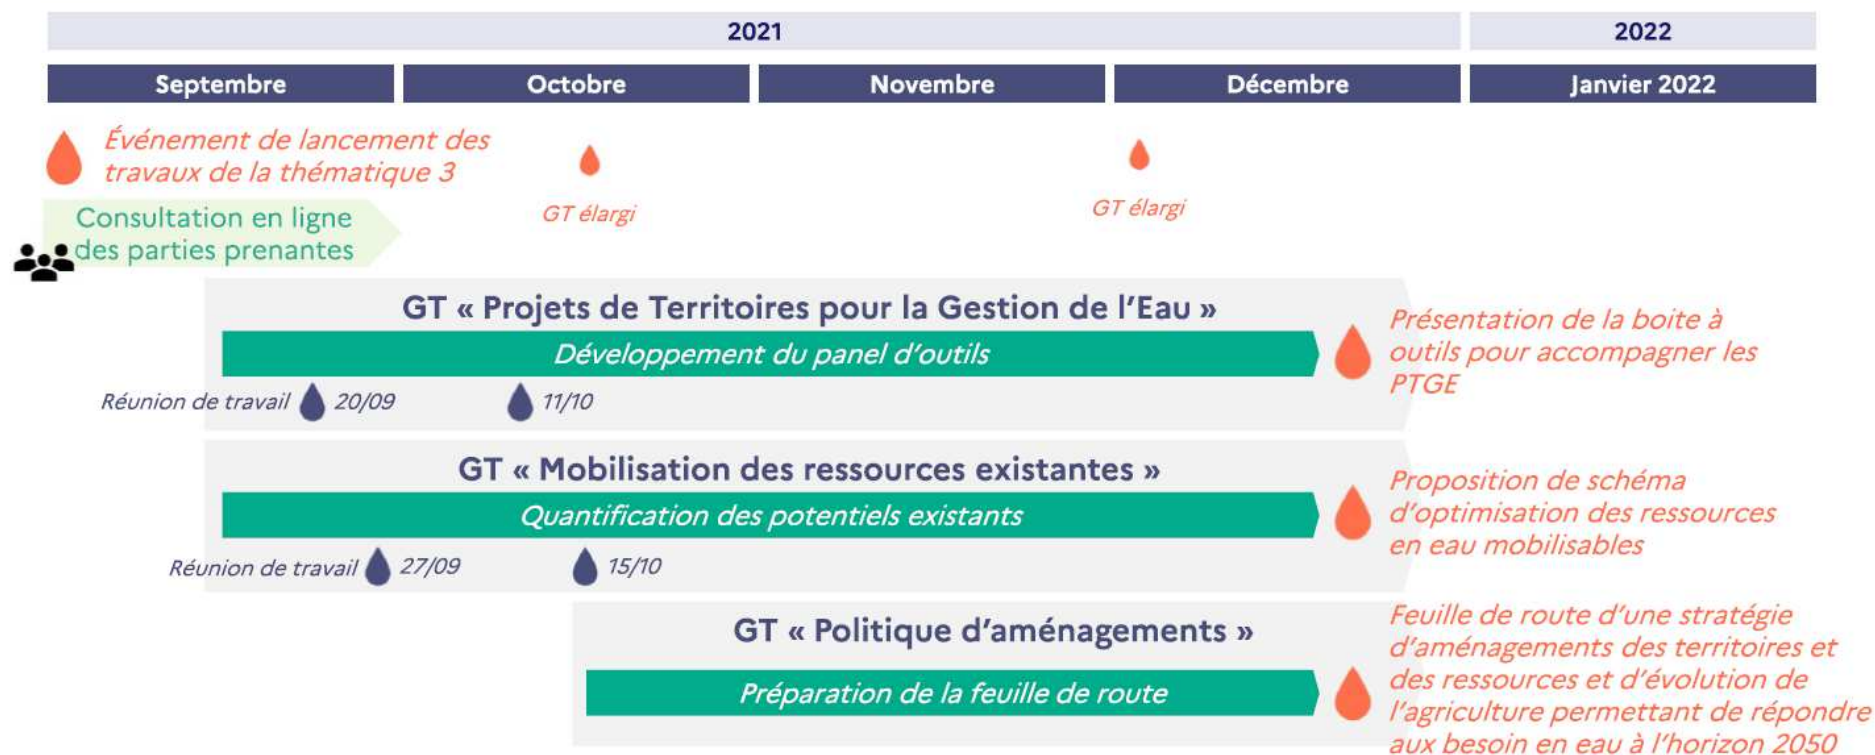 2021
2022
Septembre
Octobre
Novembre
Décembre
Janvier 2022
Événement de lancement des
travaux de la thématique 3
GT élargi
GT élargi
Consultation en ligne
des parties prenantes
GT « Projets de Territoires pour la Gestion de l'Eau »
Développement du panel d'outils
Réunion de travail
20/09
11/10
Présentation de la boite à
outils pour accompagner les
PTGE
GT « Mobilisation des ressources existantes »
Quantification des potentiels existants
Réunion de travail
27/09
15/10
Proposition de schéma
d'optimisation des ressources
en eau mobilisables
GT « Politique d'aménagements »
Préparation de la feuille de route
Feuille de route d'une stratégie
d'aménagements des territoires et
des ressources et d'évolution de
l'agriculture permettant de répondre
aux besoin en eau à l'horizon 2050